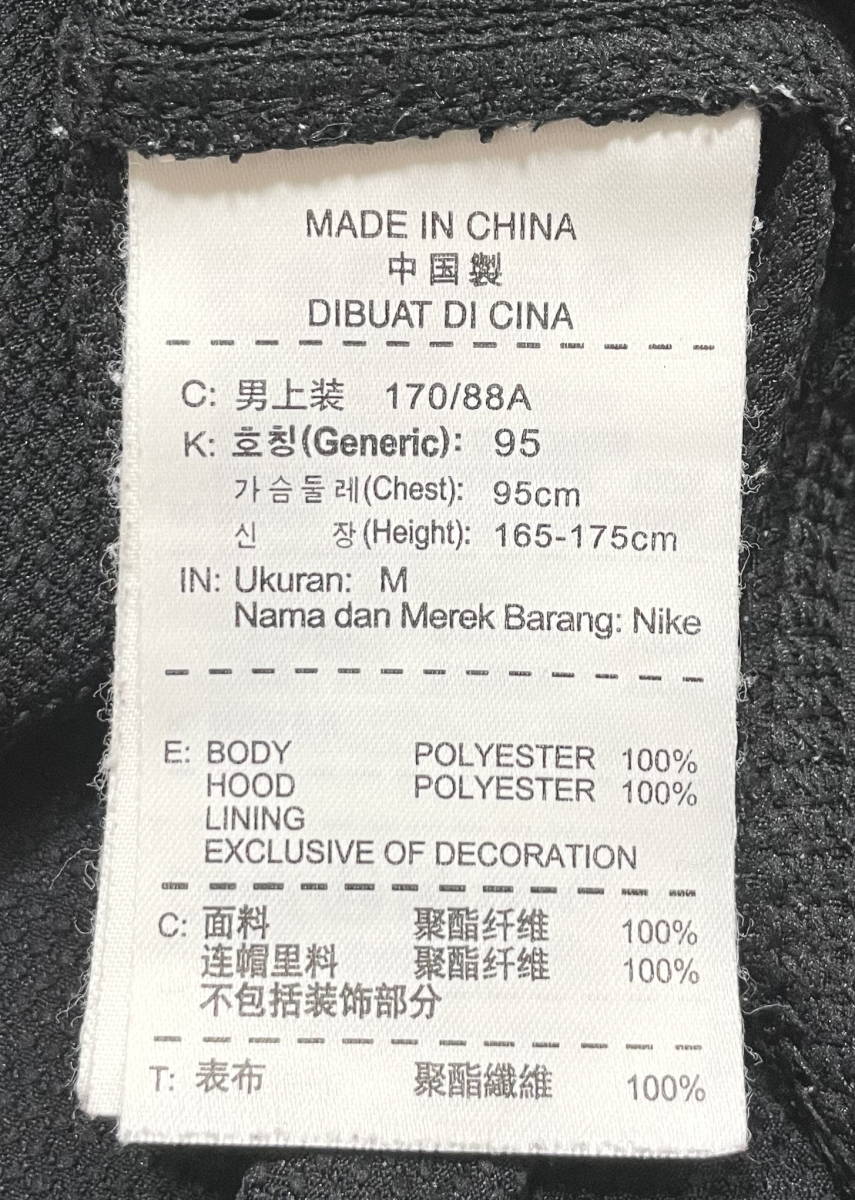 MADE IN CHINA
中国製
DIBUAT DI CINA
C: 男上装 170/88A
K: 호칭(Generic): 95
가슴둘레(Chest): 95cm
신 장(Height): 165-175cm
IN: Ukuran: M
Nama dan Merek Barang: Nike
E: BODY POLYESTER 100%
HOOD POLYESTER 100%
LINING
EXCLUSIVE OF DECORATION
C: 面料 聚酯纤维 100%
连帽里料 聚酯纤维 100%
不包括装饰部分
T: 表布 聚酯纖維 100%